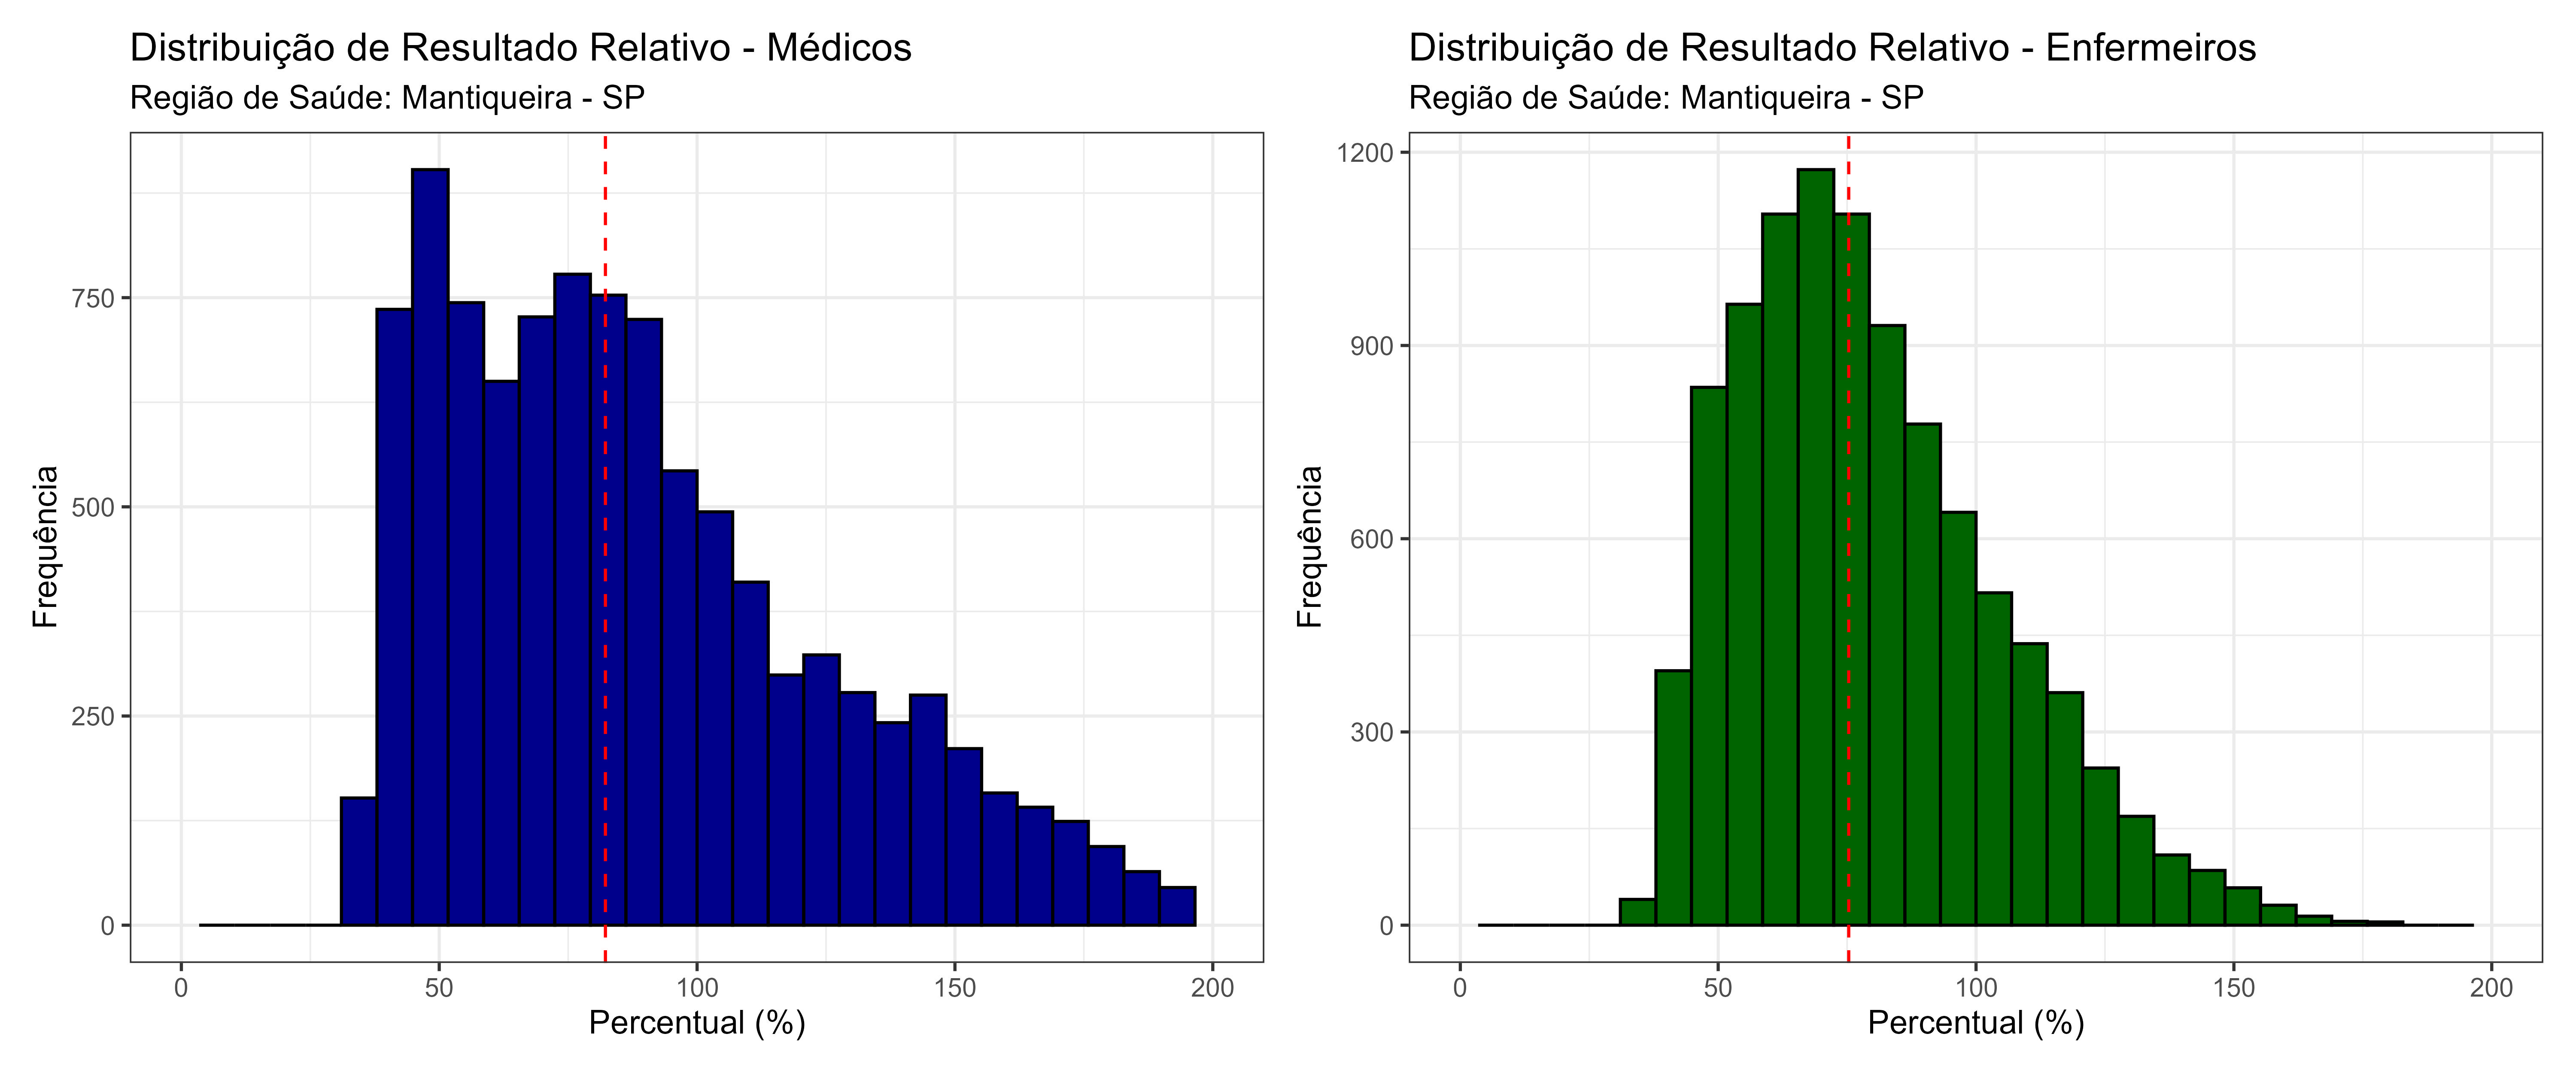 Distribuição de Resultado Relativo - Médicos
Região de Saúde: Mantiqueira - SP
Frequência
750
500
250
0
0 50 100 150 200
Percentual (%)
Distribuição de Resultado Relativo - Enfermeiros
Região de Saúde: Mantiqueira - SP
Frequência
1200
900
600
300
0
0 50 100 150 200
Percentual (%)